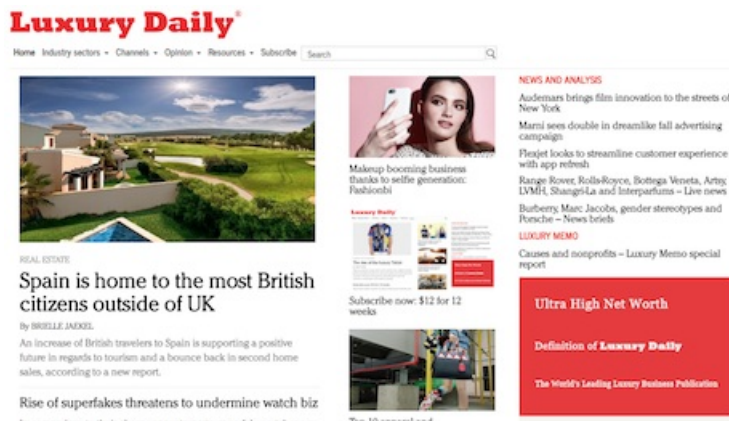 Luxury Daily®
Home Industry sectors Channels Opinion Resources Subscribe Search
REAL ESTATE
Spain is home to the most British
citizens outside of UK
By BRIELLE JAEKEL
An increase of British travelers to Spain is supporting a positive
future in regards to tourism and a bounce back in second home
sales, according to a new report.
Rise of superfakes threatens to undermine watch biz
Makeup booming business
thanks to selfie generation:
Fashionbi
Luxury Daily
Subscribe now: $12 for 12
weeks
NEWS AND ANALYSIS
Audemars brings film innovation to the streets of
New York
Marni sees double in dreamlike fall advertising
campaign
Flexjet looks to streamline customer experience
with app refresh
Range Rover, Rolls-Royce, Bottega Veneta, Artsy,
LVMH, Shangri-La and Interparfums – Live news
Burberry, Marc Jacobs, gender stereotypes and
Porsche – News briefs
LUXURY MEMO
Causes and nonprofits – Luxury Memo special
report
Ultra High Net Worth
Definition of Luxury Daily
The World's Leading Luxury Business Publication